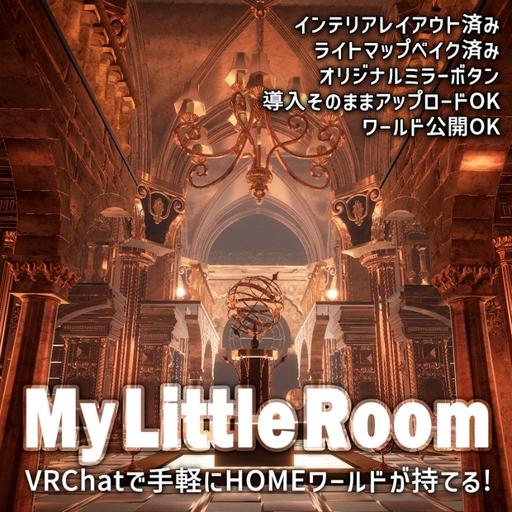 インテリアレイアウト済み
ライトマップベイク済み
オリジナルミラーボタン
導入そのままアップロードOK
ワールド公開OK
My Little Room
VRChatで手軽にHOMEワールドが持てる!